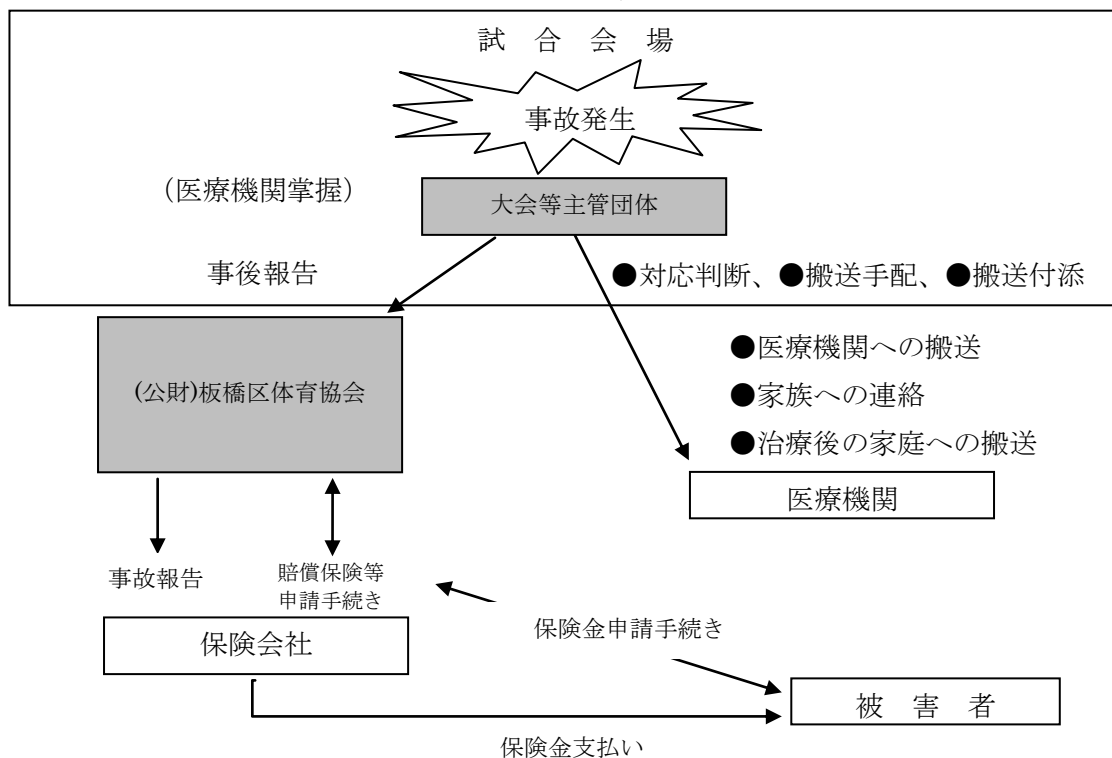 試　合　会　場
事故発生
（医療機関掌握）
大会等主管団体
事後報告
●対応判断、●搬送手配、●搬送付添
●医療機関への搬送
●家族への連絡
●治療後の家庭への搬送
(公財)板橋区体育協会
医療機関
事故報告
賠償保険等
申請手続き
保険金申請手続き
保険会社
被　害　者
保険金支払い